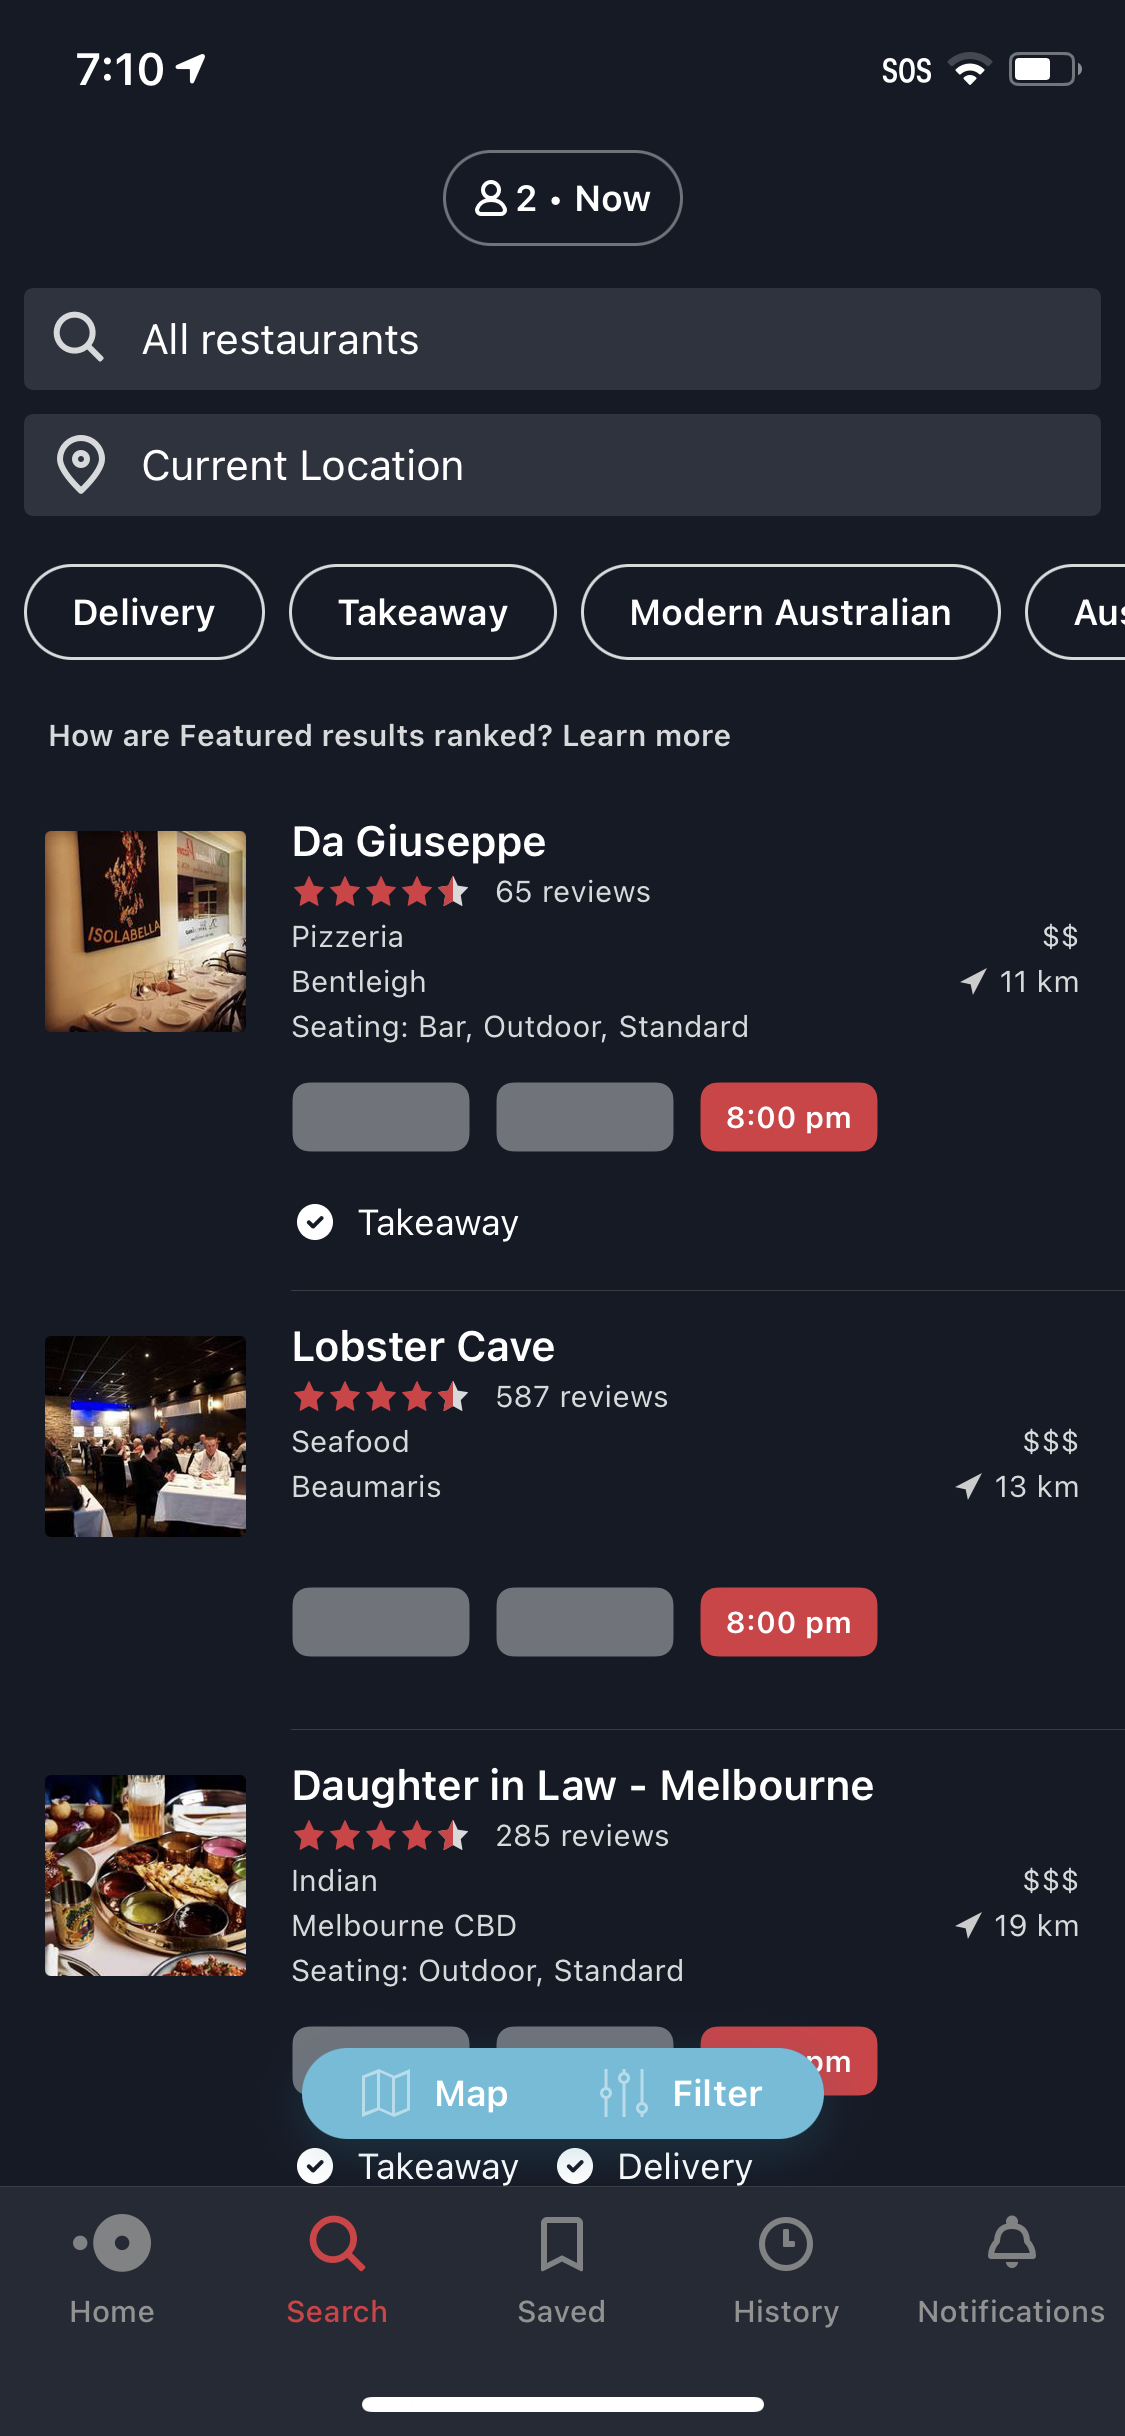 7:10
SOS
2 • Now
All restaurants
Current Location
Delivery
Takeaway
Modern Australian
Aus
How are Featured results ranked? Learn more
Da Giuseppe
65 reviews
Pizzeria
$$
Bentleigh
11 km
Seating: Bar, Outdoor, Standard
8:00 pm
Takeaway
ISOLABELLA
Lobster Cave
587 reviews
Seafood
$$$
Beaumaris
13 km
8:00 pm
Daughter in Law - Melbourne
285 reviews
Indian
$$$
Melbourne CBD
19 km
Seating: Outdoor, Standard
pm
Map
Filter
Takeaway
Delivery
Home
Search
Saved
History
Notifications